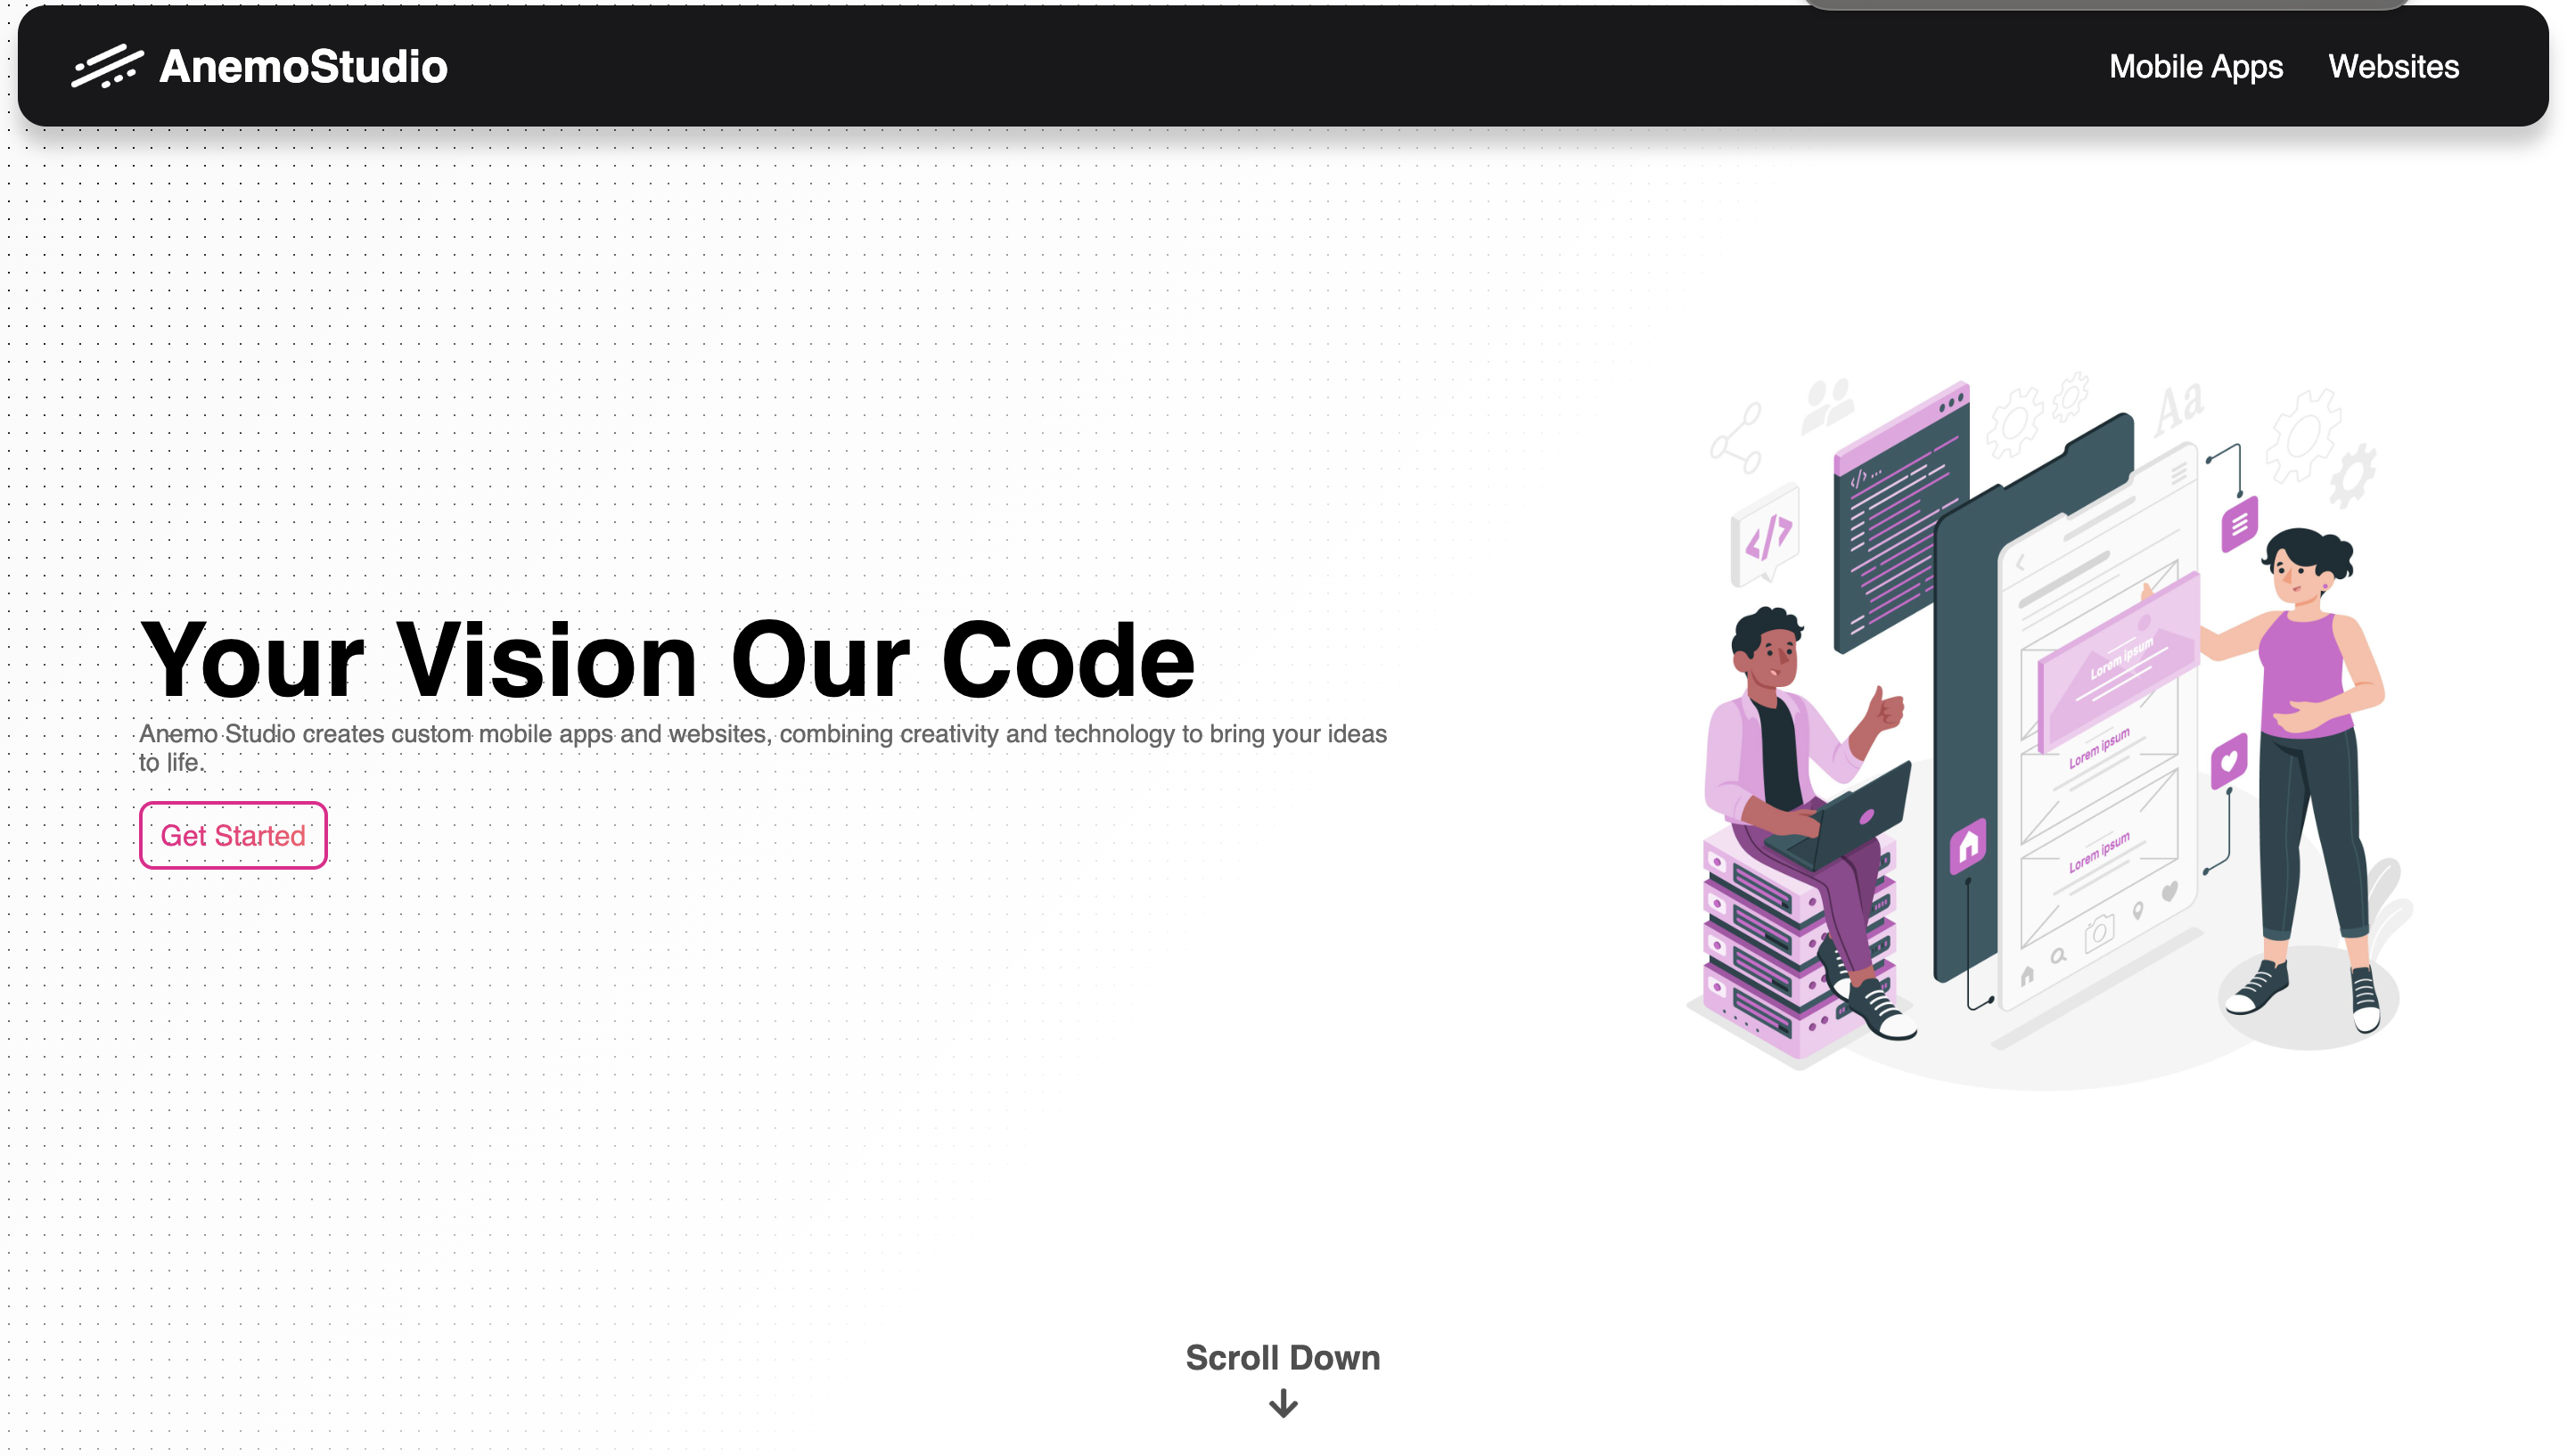 AnemoStudio
Mobile Apps
Websites
Your Vision Our Code
Anemo Studio creates custom mobile apps and websites, combining creativity and technology to bring your ideas
to life.
Get Started
Aa
</> ...
</>
Lorem ipsum
Lorem ipsum
Lorem ipsum
Scroll Down